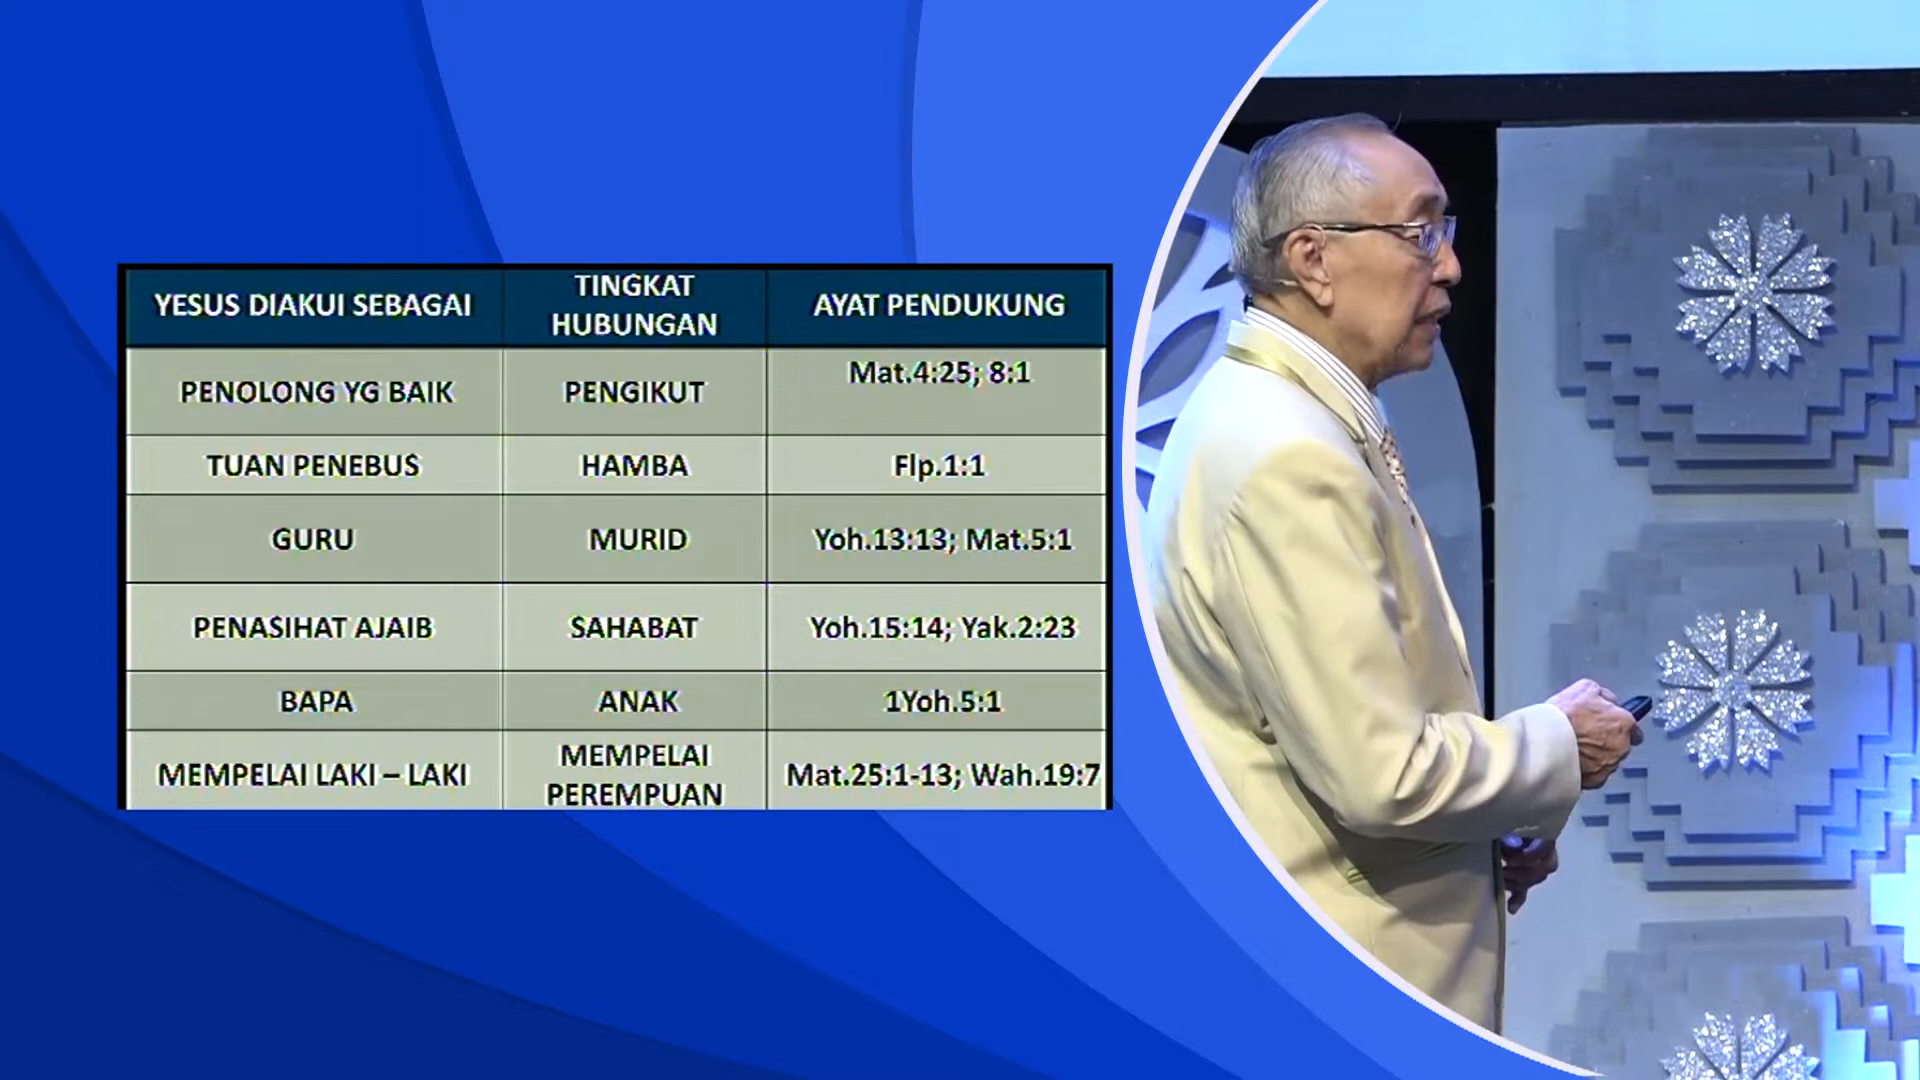 YESUS DIAKUI SEBAGAI
TINGKAT
HUBUNGAN
AYAT PENDUKUNG
PENOLONG YG BAIK
PENGIKUT
Mat.4:25; 8:1
TUAN PENEBUS
HAMBA
Flp.1:1
GURU
MURID
Yoh.13:13; Mat.5:1
PENASIHAT AJAIB
SAHABAT
Yoh.15:14; Yak.2:23
BAPA
ANAK
1Yoh.5:1
MEMPELAI LAKI – LAKI
MEMPELAI
PEREMPUAN
Mat.25:1-13; Wah.19:7